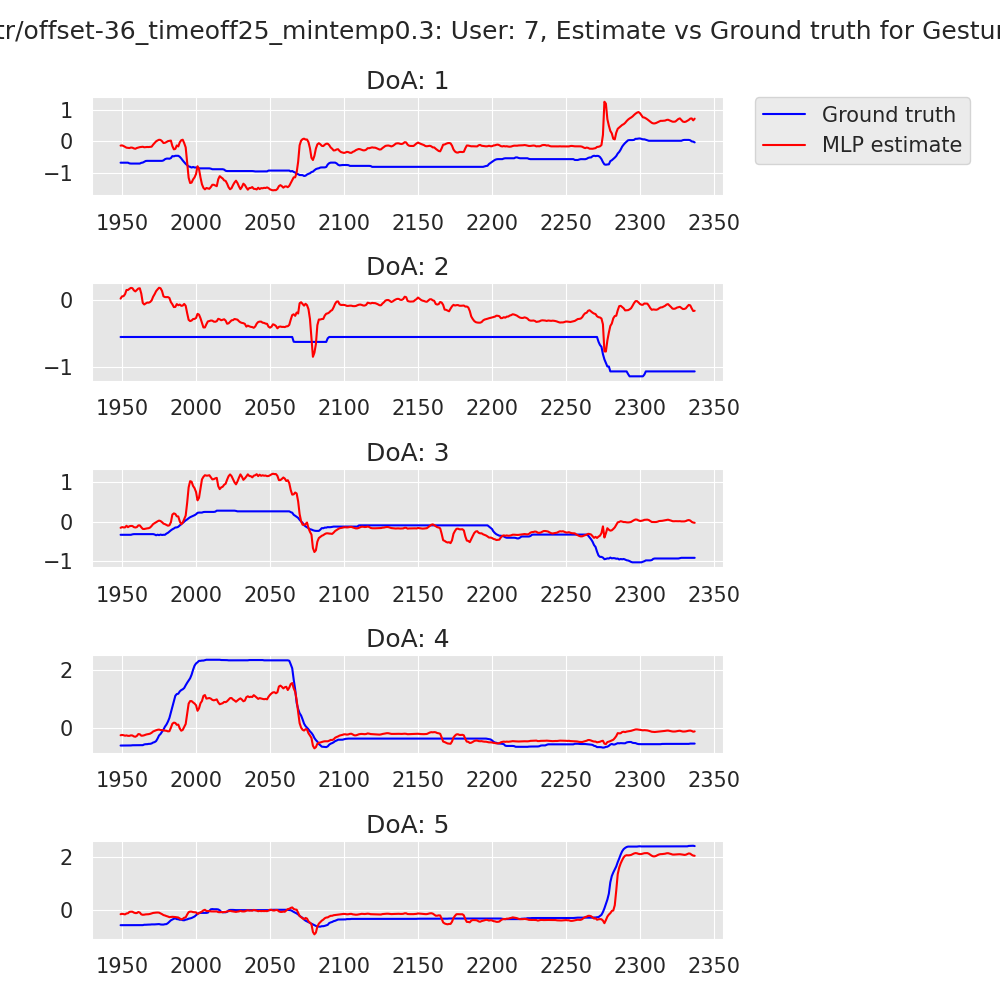 tr/offset-36_timeoff25_mintemp0.3: User: 7, Estimate vs Ground truth for Gestur
DoA: 1
Ground truth
MLP estimate
1
0
−1
1950 2000 2050 2100 2150 2200 2250 2300 2350
DoA: 2
0
−1
1950 2000 2050 2100 2150 2200 2250 2300 2350
DoA: 3
1
0
−1
1950 2000 2050 2100 2150 2200 2250 2300 2350
DoA: 4
2
0
1950 2000 2050 2100 2150 2200 2250 2300 2350
DoA: 5
2
0
1950 2000 2050 2100 2150 2200 2250 2300 2350